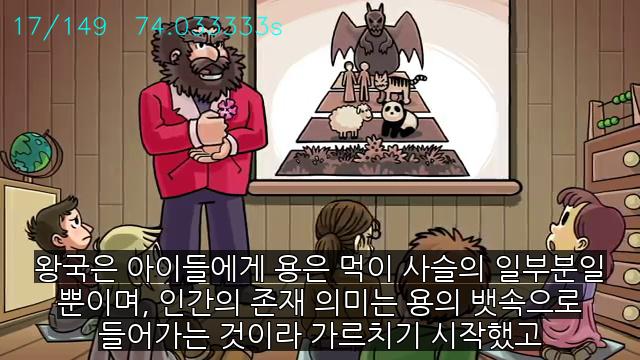 17/149 74.033333s
왕국은 아이들에게 용은 먹이 사슬의 일부분일
뿐이며, 인간의 존재 의미는 용의 뱃속으로
들어가는 것이라 가르치기 시작했고